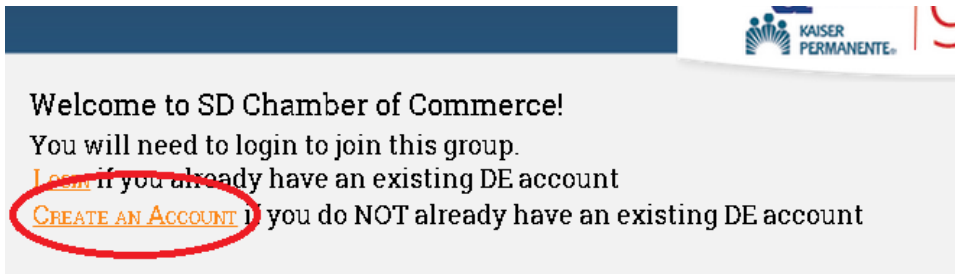 KAISER
PERMANENTE®
Welcome to SD Chamber of Commerce!
You will need to login to join this group.
Login if you already have an existing DE account
Create an Account if you do NOT already have an existing DE account